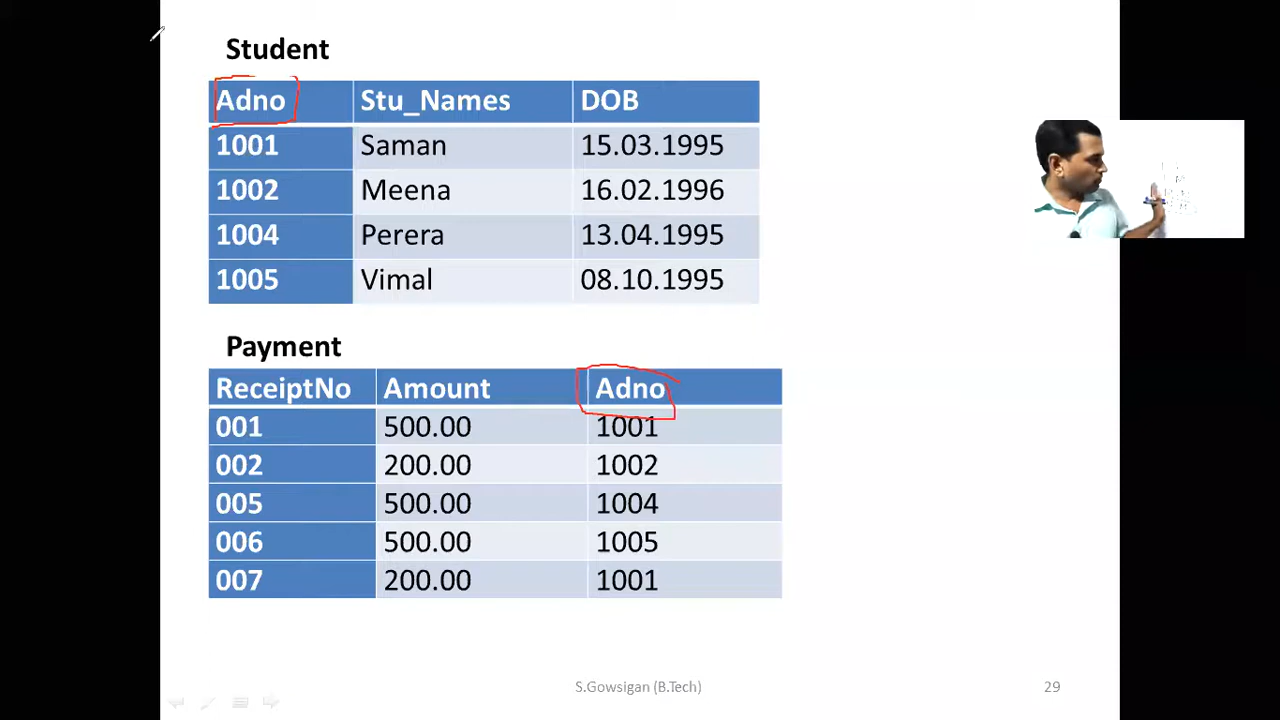 Student
Adno Stu_Names DOB
1001 Saman 15.03.1995
1002 Meena 16.02.1996
1004 Perera 13.04.1995
1005 Vimal 08.10.1995
Payment
ReceiptNo Amount Adno
001 500.00 1001
002 200.00 1002
005 500.00 1004
006 500.00 1005
007 200.00 1001
S.Gowsigan (B.Tech) 29